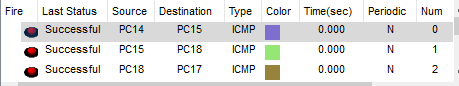 Fire Last Status Source Destination Type Color Time(sec) Periodic Num
Successful PC14 PC15 ICMP 0.000 N 0
Successful PC15 PC18 ICMP 0.000 N 1
Successful PC18 PC17 ICMP 0.000 N 2